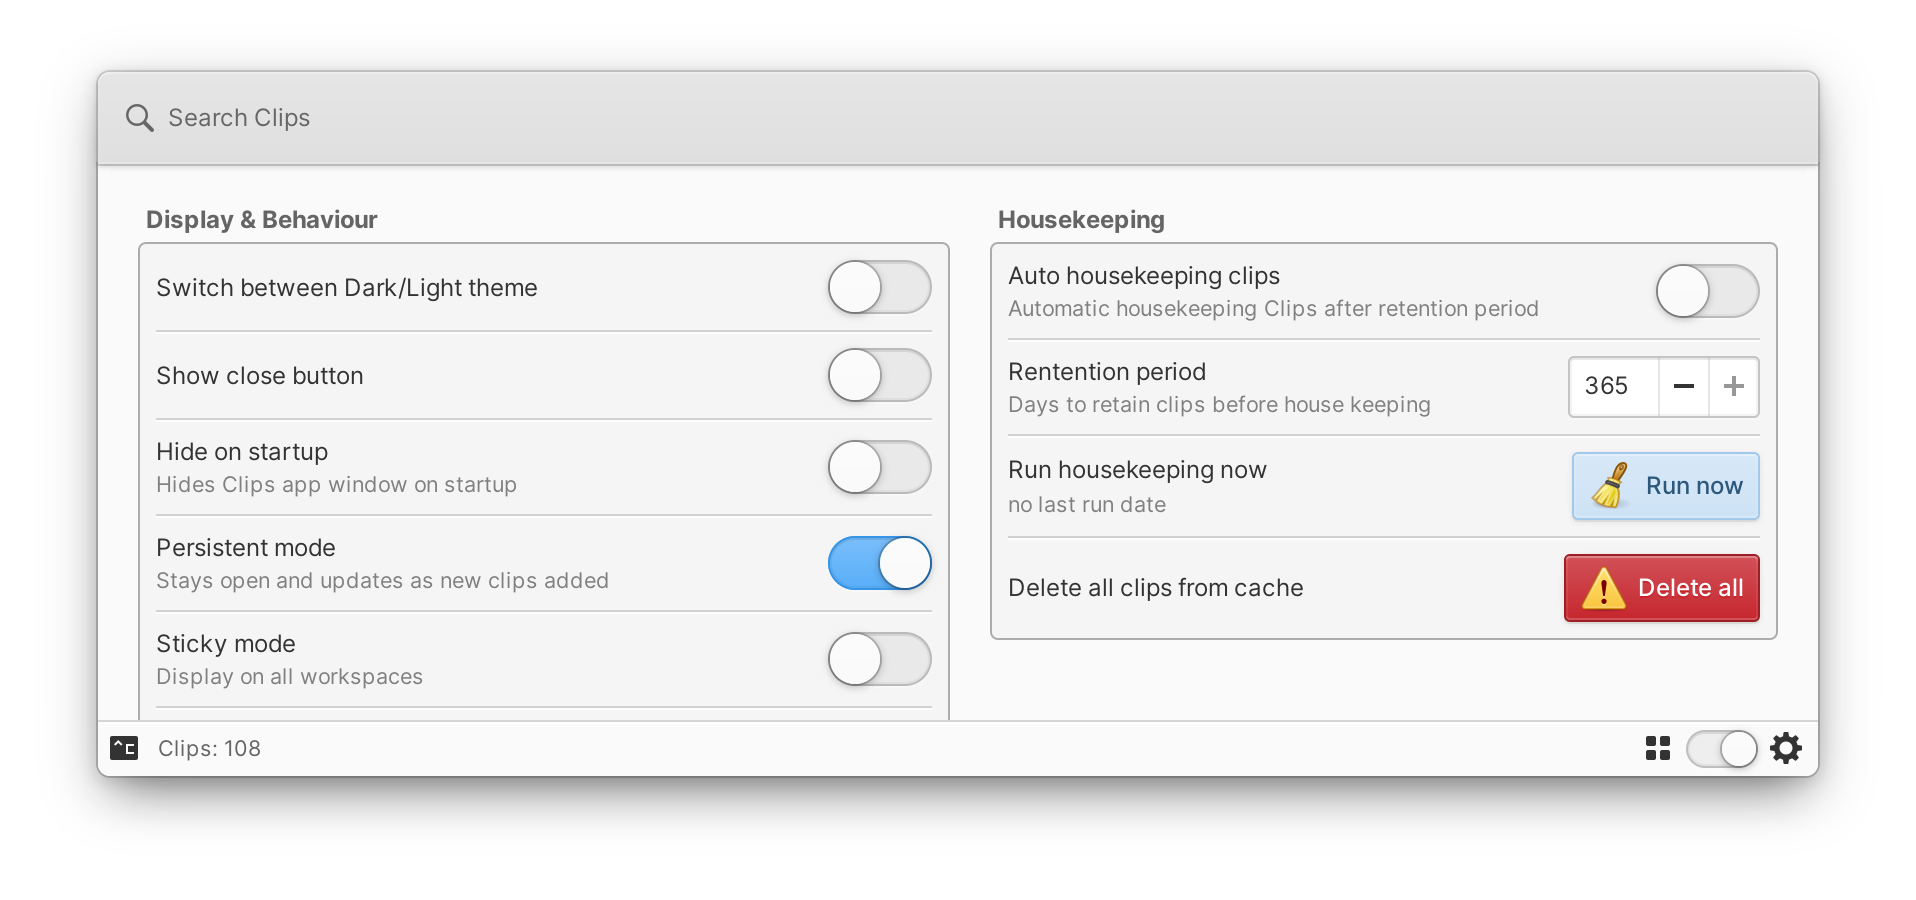 Search Clips
Display & Behaviour
Switch between Dark/Light theme
Show close button
Hide on startup
Hides Clips app window on startup
Persistent mode
Stays open and updates as new clips added
Sticky mode
Display on all workspaces
Housekeeping
Auto housekeeping clips
Automatic housekeeping Clips after retention period
Rentention period
365
Days to retain clips before house keeping
Run housekeeping now
no last run date
Run now
Delete all clips from cache
Delete all
^C
Clips: 108